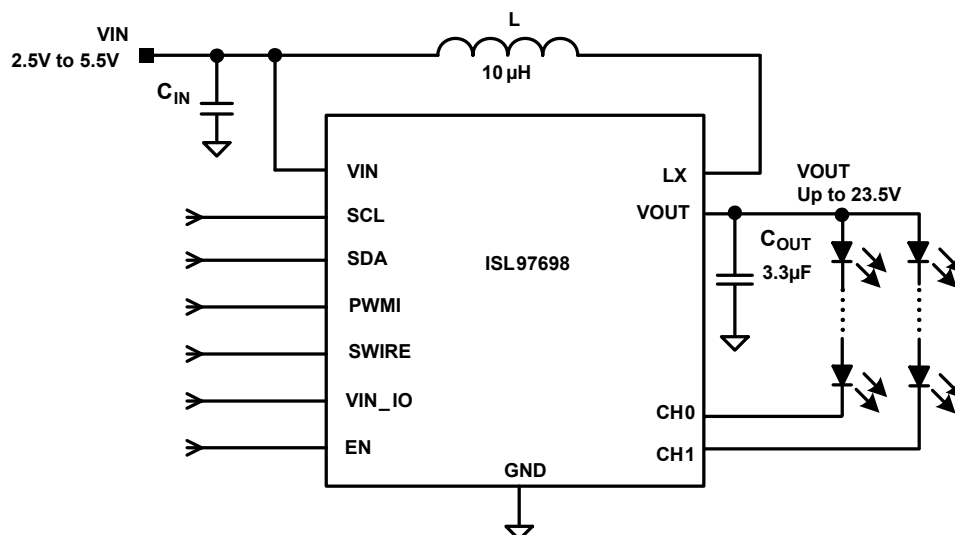 L
VIN
2.5V to 5.5V
10 µH
CIN
VIN
LX
VOUT
Up to 23.5V
SCL
VOUT
SDA
ISL97698
COUT
3.3µF
PWMI
SWIRE
VIN_IO
CH0
EN
CH1
GND